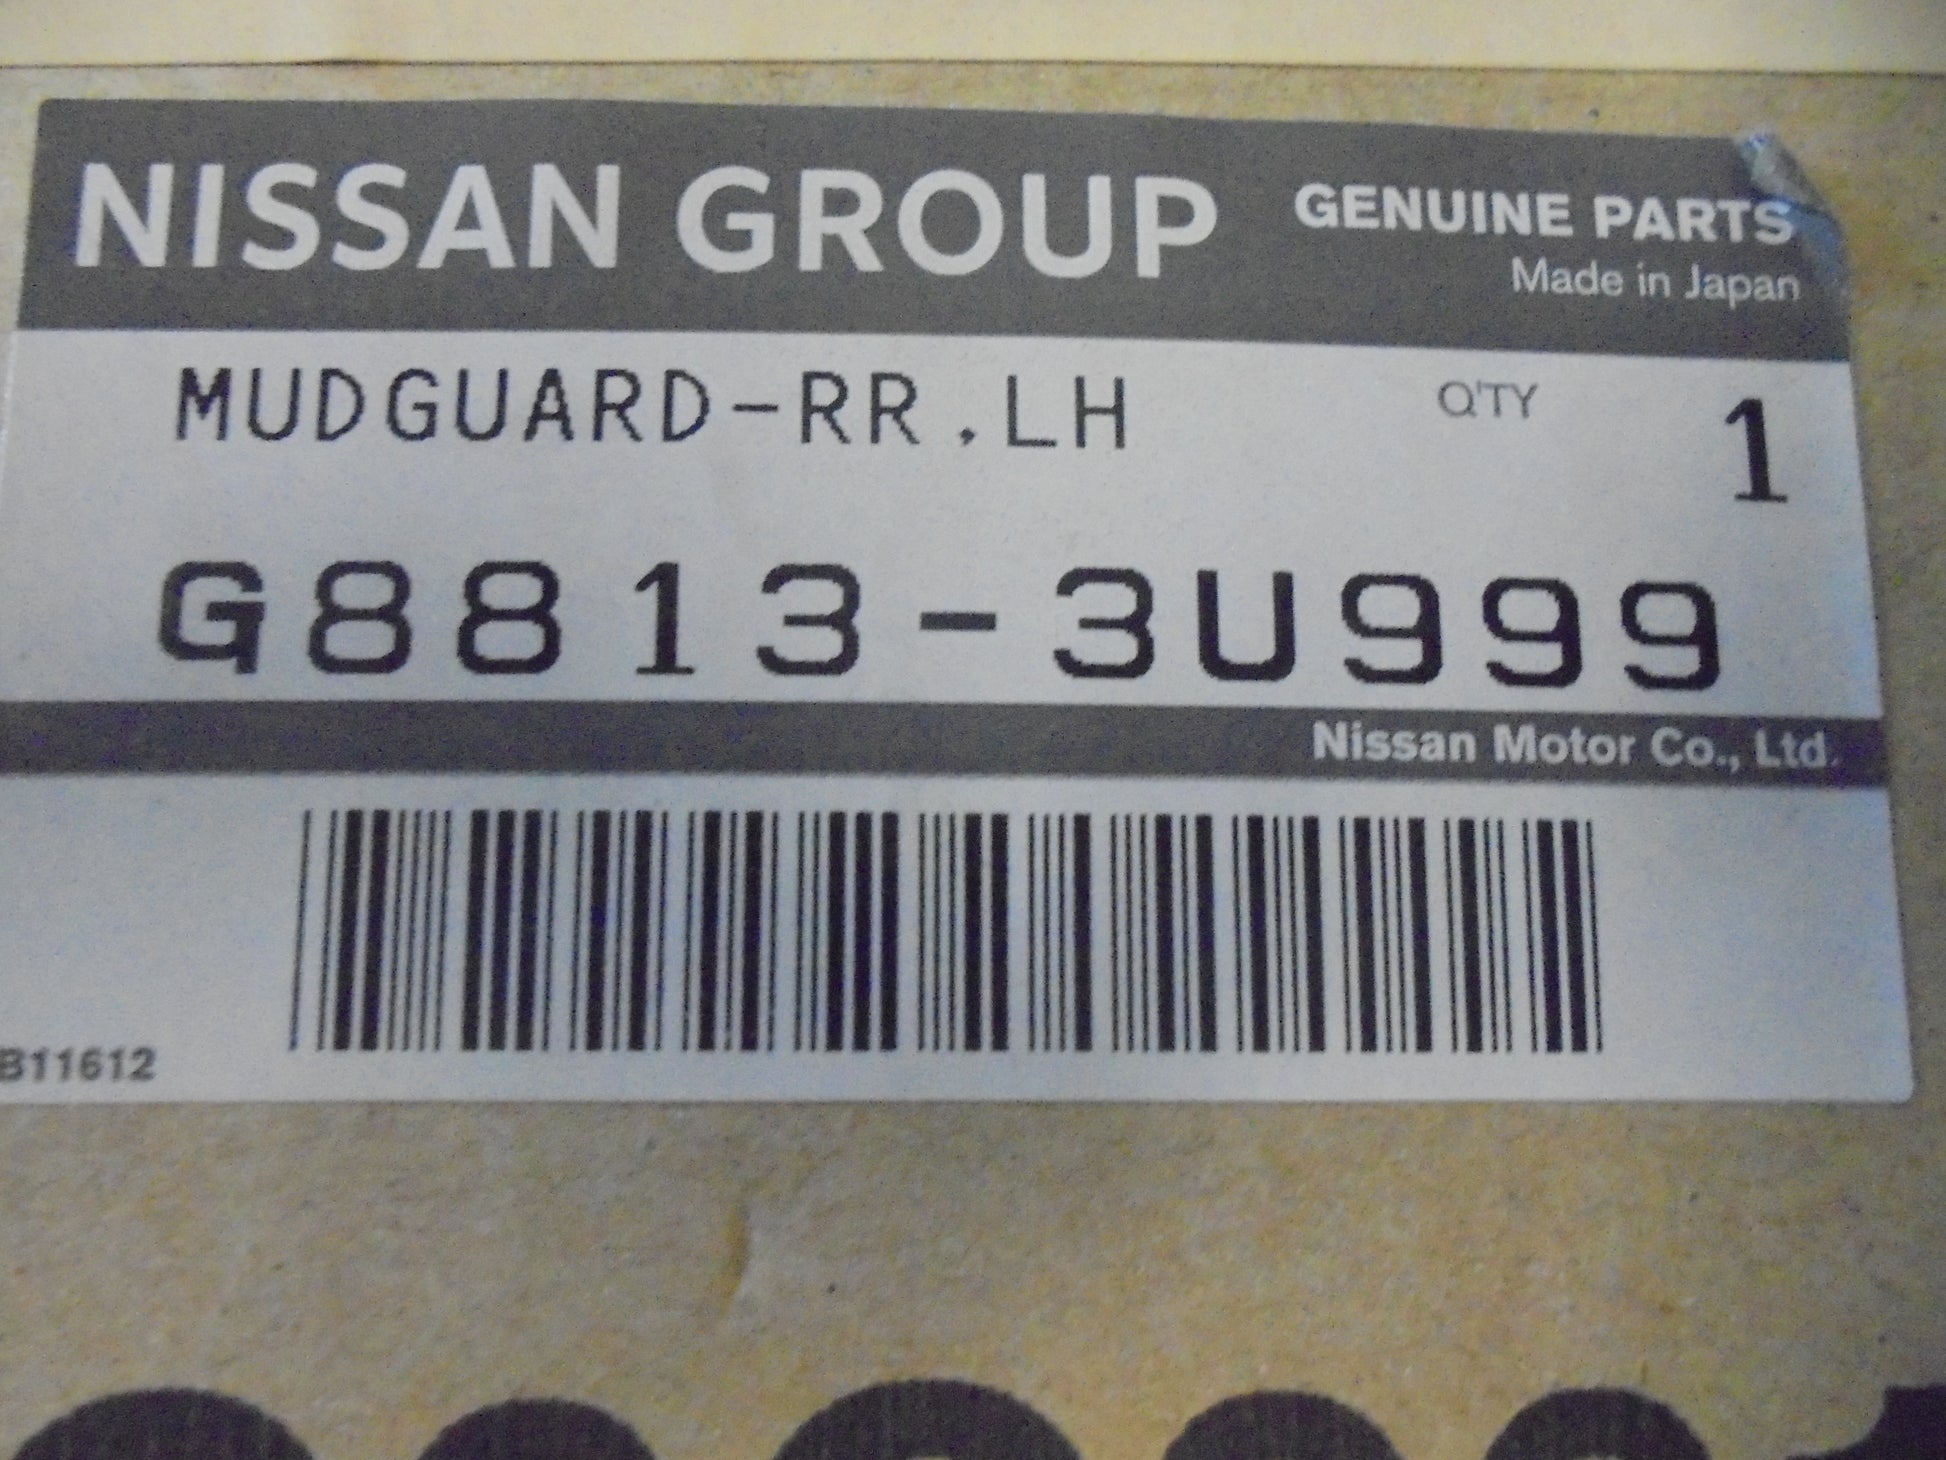 NISSAN GROUP GENUINE PARTS
Made in Japan
MUDGUARD-RR,LH Q'TY 1
G8813-3U999
Nissan Motor Co., Ltd.
B11612